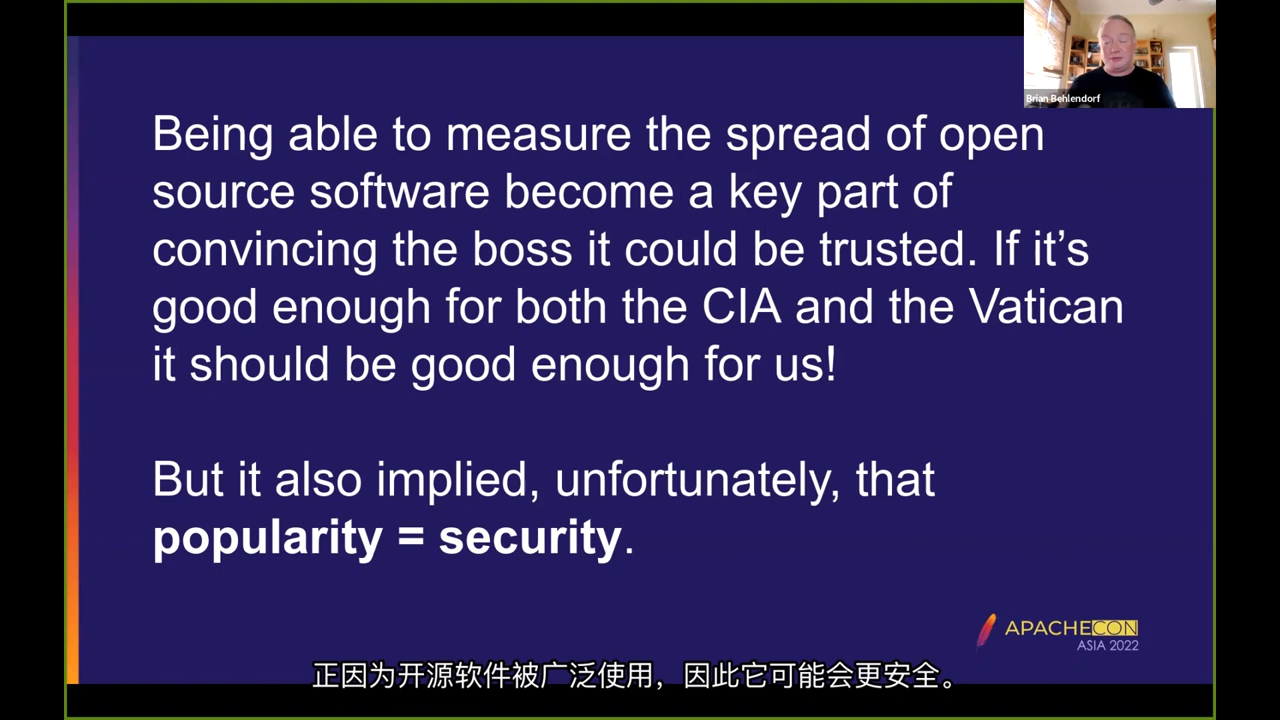 Brian Behlendorf
Being able to measure the spread of open
source software become a key part of
convincing the boss it could be trusted. If it’s
good enough for both the CIA and the Vatican
it should be good enough for us!
But it also implied, unfortunately, that
popularity = security.
APACHECON
ASIA 2022
正因为开源软件被广泛使用，因此它可能会更安全。